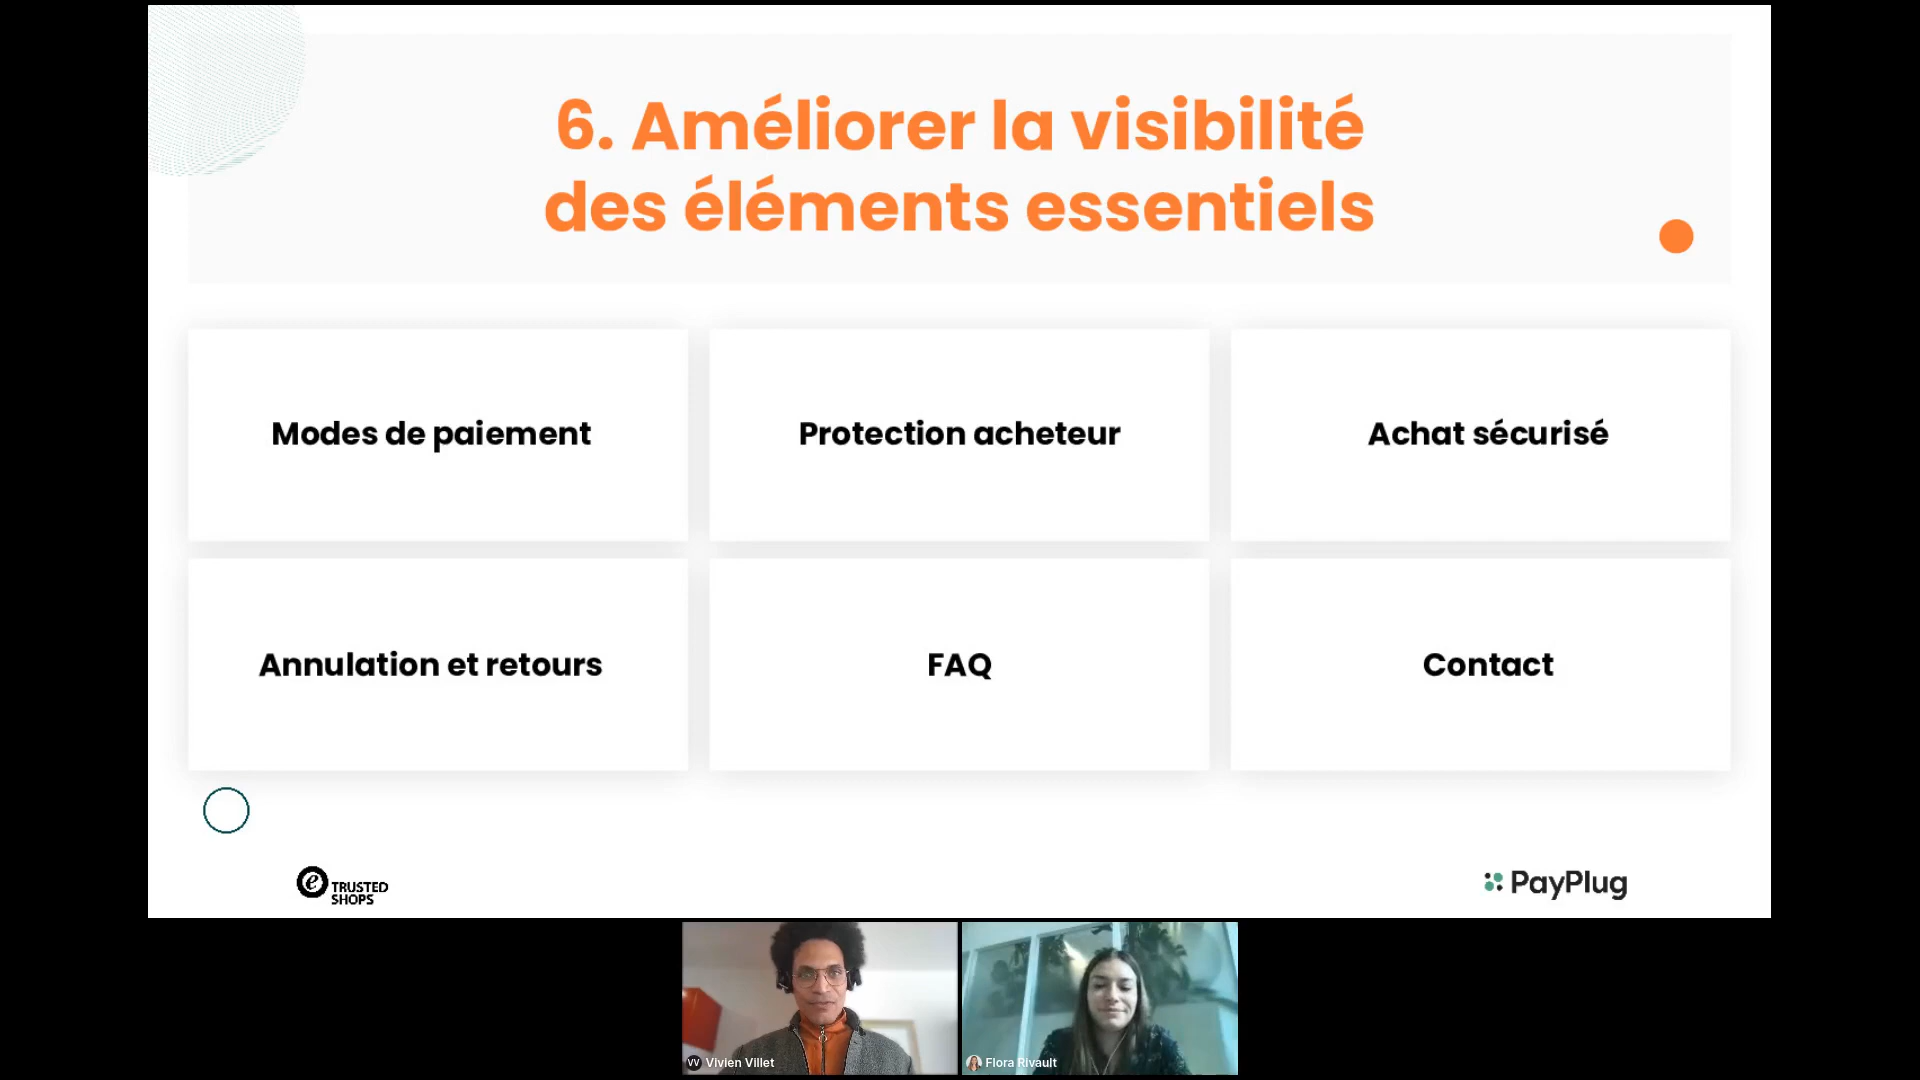 6. Améliorer la visibilité
des éléments essentiels
Modes de paiement
Protection acheteur
Achat sécurisé
Annulation et retours
FAQ
Contact
e TRUSTED
SHOPS
PayPlug
VV Vivien Villet
Flora Rivault